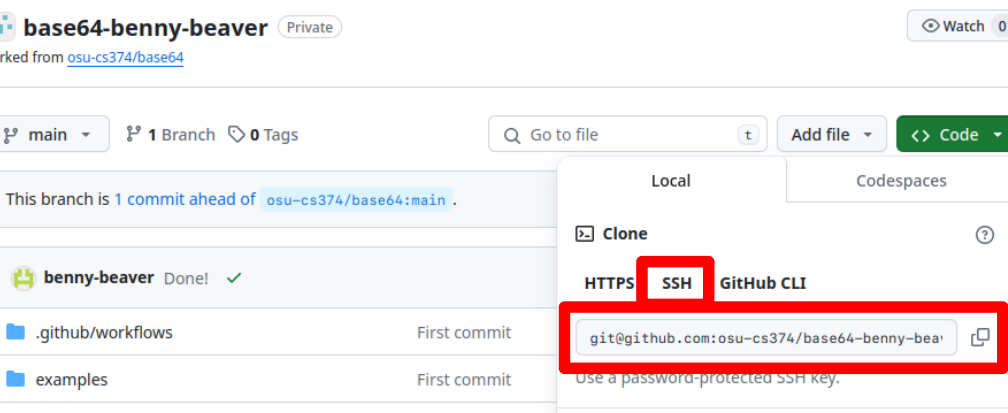 base64-benny-beaver Private
Watch 0
rked from osu-cs374/base64
main
1 Branch
0 Tags
Go to file t
Add file
<> Code
This branch is 1 commit ahead of osu-cs374/base64:main .
Local Codespaces
Clone
HTTPS SSH GitHub CLI
git@github.com:osu-cs374/base64-benny-beav
Use a password-protected SSH key.
benny-beaver Done!
.github/workflows First commit
examples First commit